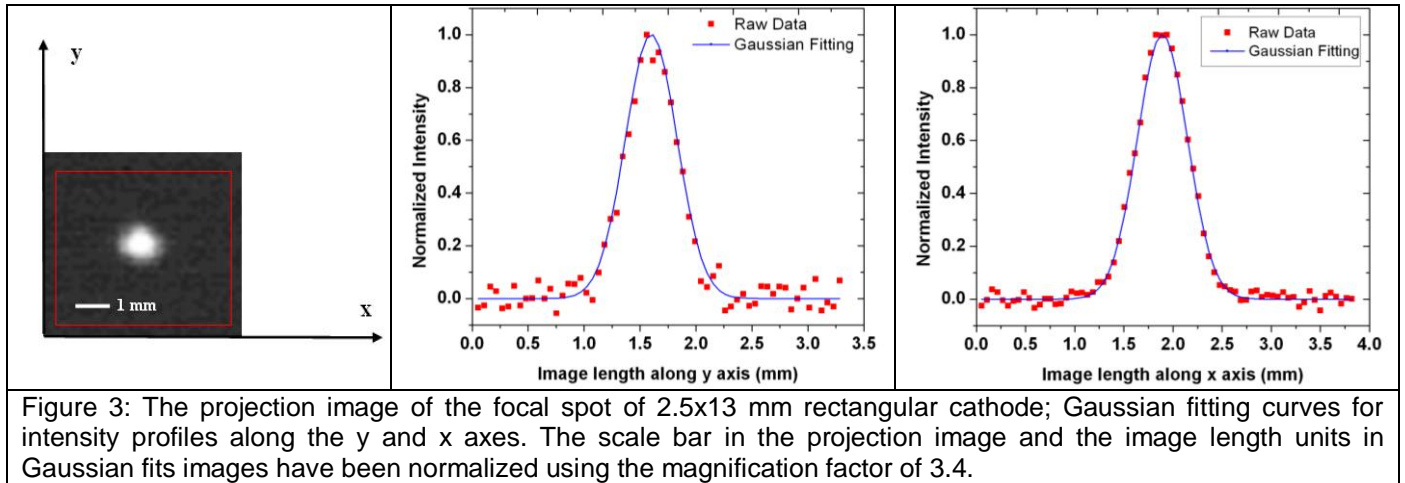 y
x
1 mm
Normalized Intensity
1.0
0.8
0.6
0.4
0.2
0.0
Raw Data
Gaussian Fitting
0.0 0.5 1.0 1.5 2.0 2.5 3.0 3.5
Image length along y axis (mm)
Normalized Intensity
1.0
0.8
0.6
0.4
0.2
0.0
Raw Data
Gaussian Fitting
0.0 0.5 1.0 1.5 2.0 2.5 3.0 3.5 4.0
Image length along x axis (mm)
Figure 3: The projection image of the focal spot of 2.5x13 mm rectangular cathode; Gaussian fitting curves for
intensity profiles along the y and x axes. The scale bar in the projection image and the image length units in
Gaussian fits images have been normalized using the magnification factor of 3.4.